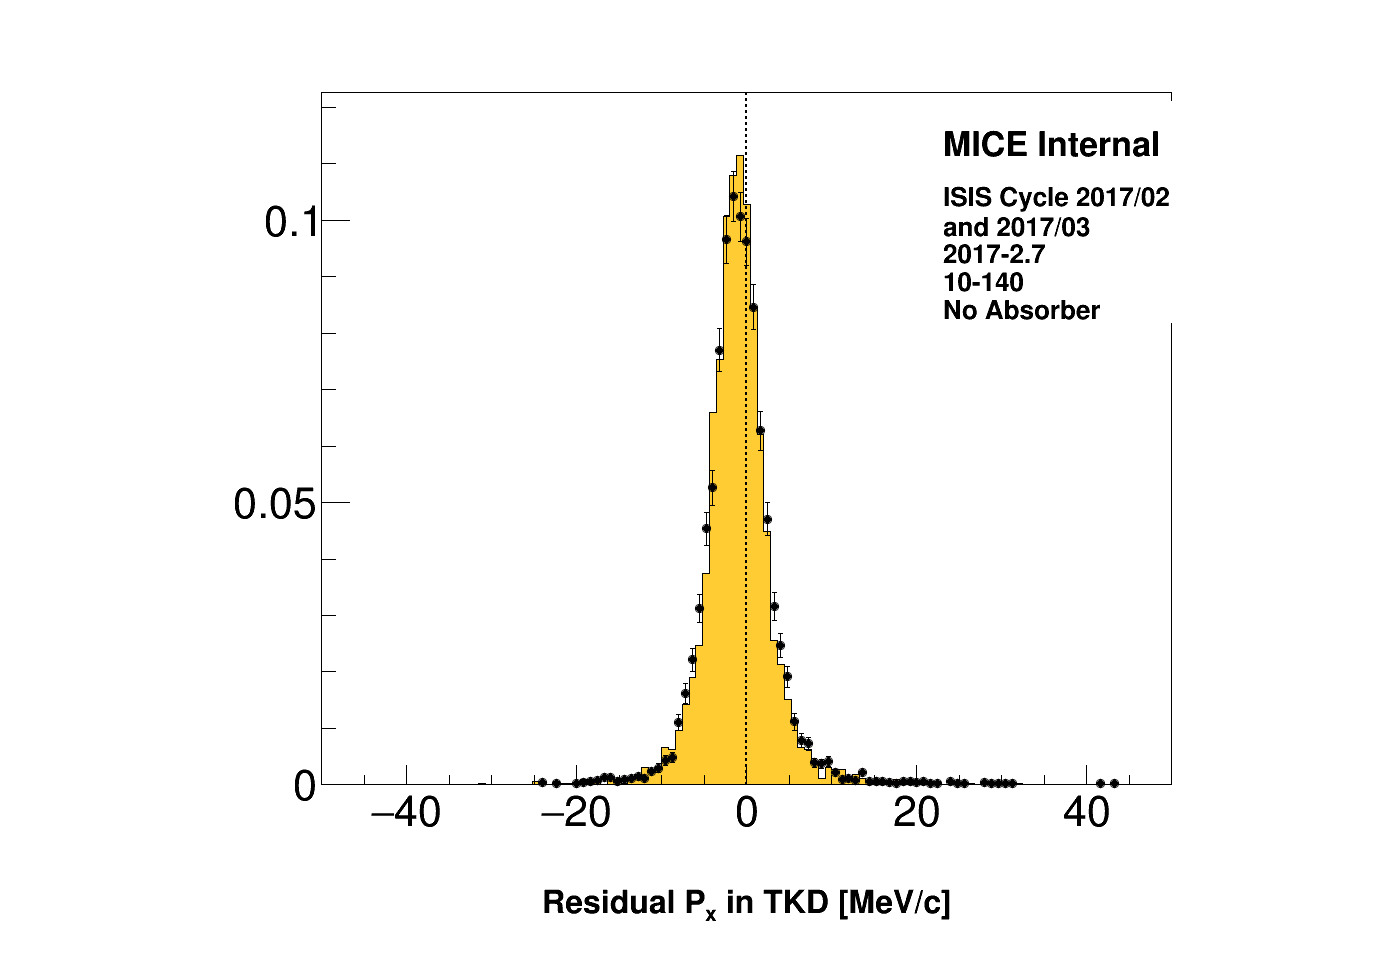 MICE Internal
ISIS Cycle 2017/02
and 2017/03
2017-2.7
10-140
No Absorber
0.1
0.05
0
−40 −20 0 20 40
Residual Px in TKD [MeV/c]